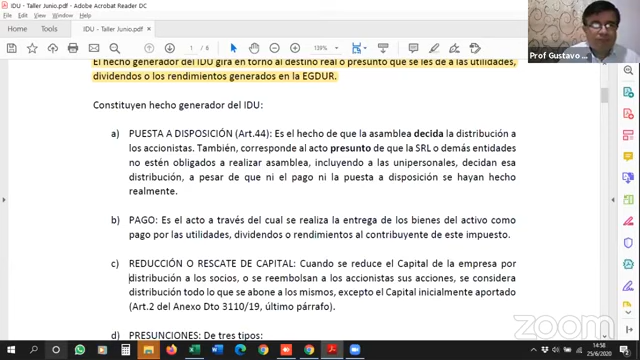 IDU - Taller Junio.pdf - Adobe Acrobat Reader DC
File Edit View Window Help
Home Tools IDU - Taller Junio.pdf ×
1 / 6 139%
Prof Gustavo
El hecho generador del IDU gira en torno al destino real o presunto que se les de a las utilidades,
dividendos o los rendimientos generados en la EGDUR.
Constituyen hecho generador del IDU:
a) PUESTA A DISPOSICIÓN (Art.44): Es el hecho de que la asamblea decida la distribución a
los accionistas. También, corresponde al acto presunto de que la SRL o demás entidades
no estén obligados a realizar asamblea, incluyendo a las unipersonales, decidan esa
distribución, a pesar de que ni el pago ni la puesta a disposición se hayan hecho
realmente.
b) PAGO: Es el acto a través del cual se realiza la entrega de los bienes del activo como
pago por las utilidades, dividendos o rendimientos al contribuyente de este impuesto.
c) REDUCCIÓN O RESCATE DE CAPITAL: Cuando se reduce el Capital de la empresa por
distribución a los socios, o se reembolsan a los accionistas sus acciones, se considera
distribución todo lo que se abone a los mismos, excepto el Capital inicialmente aportado
(Art.2 del Anexo Dto 3110/19, último párrafo).
d) PRESUNCIONES: De tres tipos:
zoom
14:58
25/6/2020